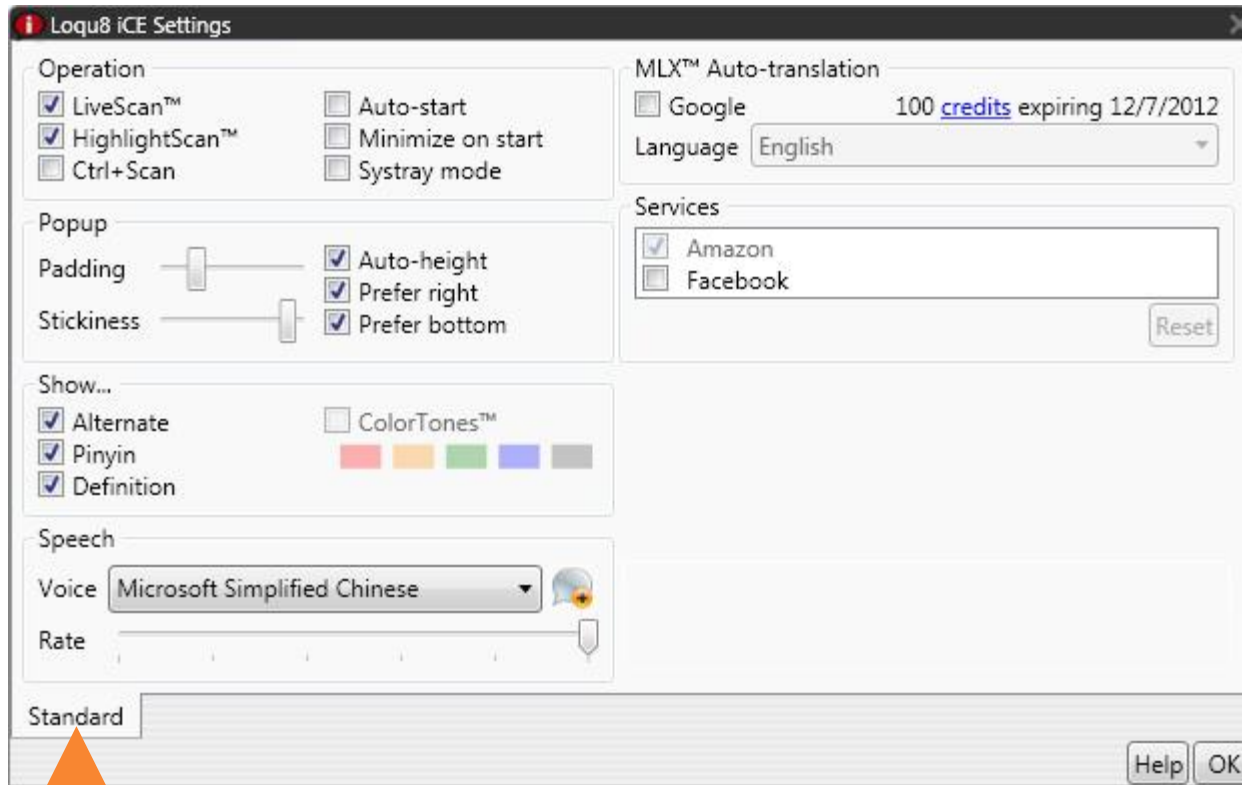 Loqu8 iCE Settings
Operation
LiveScan™ Auto-start
HighlightScan™ Minimize on start
Ctrl+Scan Systray mode
Popup
Padding Auto-height
Prefer right
Stickiness Prefer bottom
Show...
Alternate ColorTones™
Pinyin
Definition
Speech
Voice Microsoft Simplified Chinese
Rate
MLX™ Auto-translation
Google 100 credits expiring 12/7/2012
Language English
Services
Amazon
Facebook
Reset
Standard
Help OK